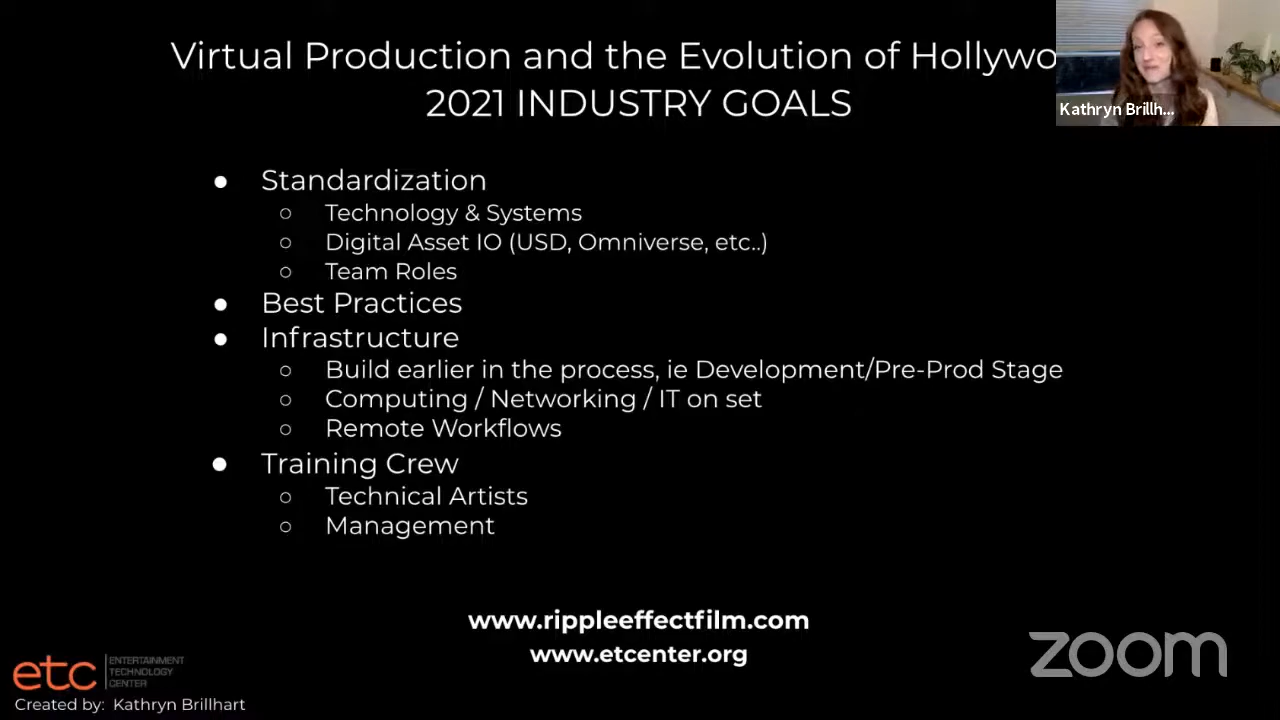 Virtual Production and the Evolution of Hollywo
2021 INDUSTRY GOALS
Kathryn Brillh...
● Standardization
○ Technology & Systems
○ Digital Asset IO (USD, Omniverse, etc..)
○ Team Roles
● Best Practices
● Infrastructure
○ Build earlier in the process, ie Development/Pre-Prod Stage
○ Computing / Networking / IT on set
○ Remote Workflows
● Training Crew
○ Technical Artists
○ Management
www.rippleeffectfilm.com
www.etcenter.org
etc
ENTERTAINMENT
TECHNOLOGY
CENTER
Created by: Kathryn Brillhart
zoom